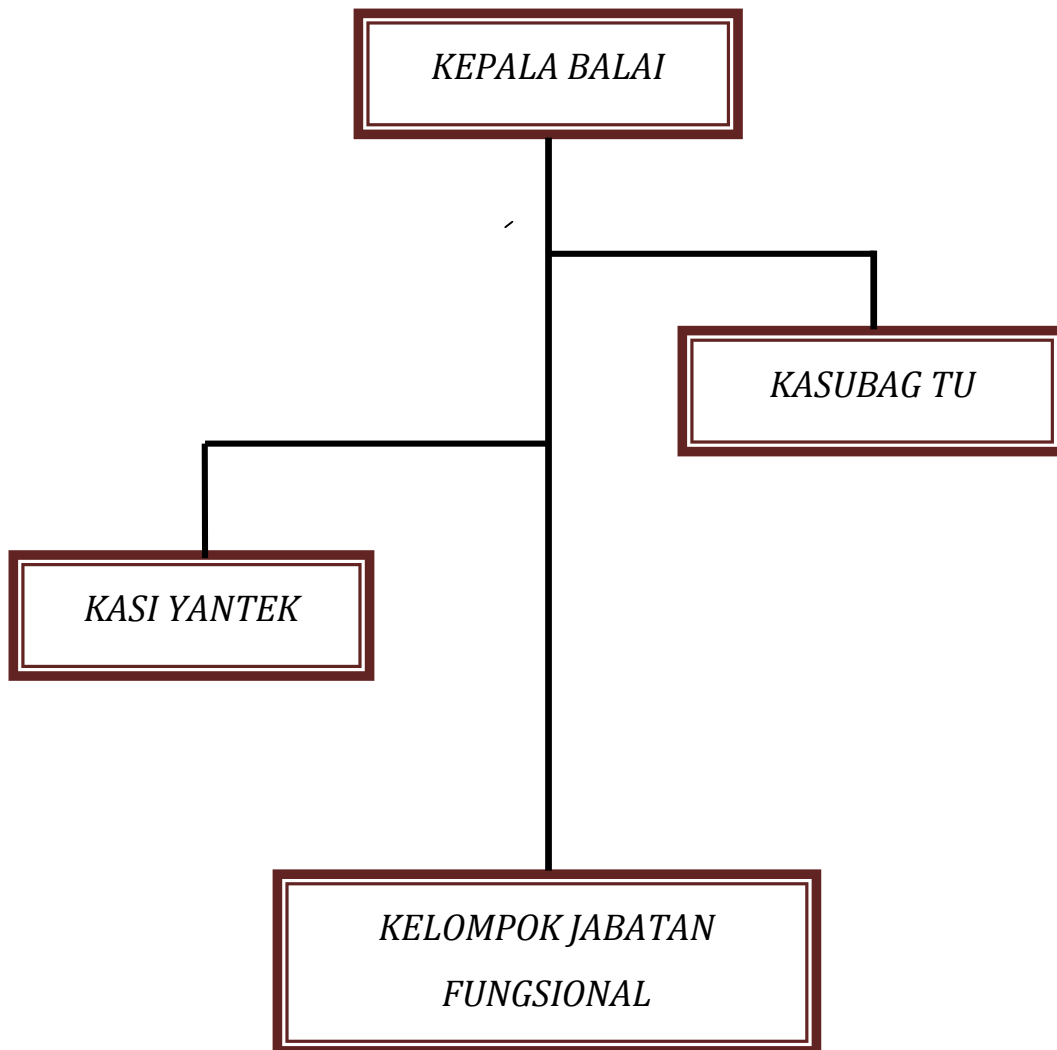 KEPALA BALAI
KASUBAG TU
KASI YANTEK
KELOMPOK JABATAN
FUNGSIONAL